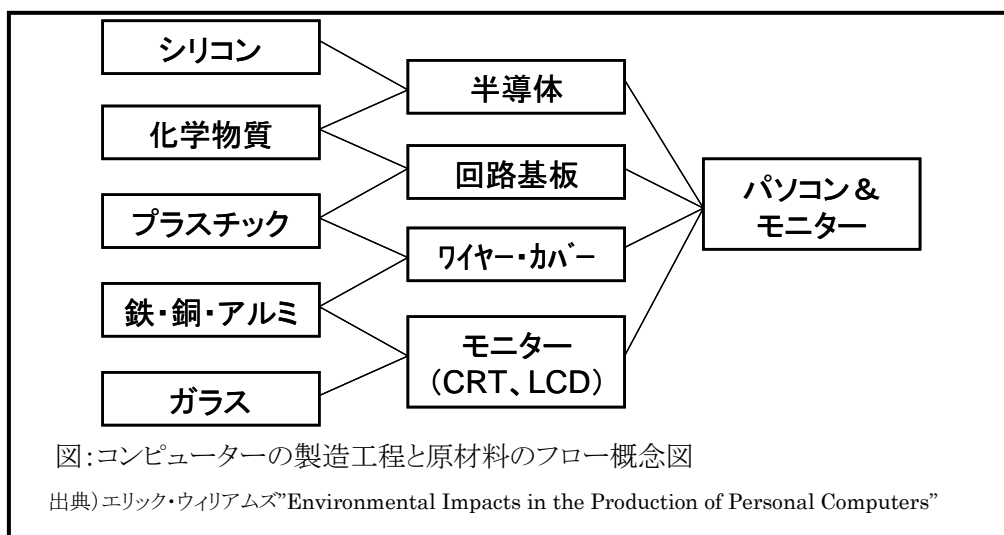 シリコン
化学物質
プラスチック
鉄・銅・アルミ
ガラス
半導体
回路基板
ﾜｲﾔｰ・ｶﾊﾞｰ
モニター
(CRT、LCD)
パソコン&
モニター
図:コンピューターの製造工程と原材料のフロー概念図
出典)エリック・ウィリアムズ"Environmental Impacts in the Production of Personal Computers"